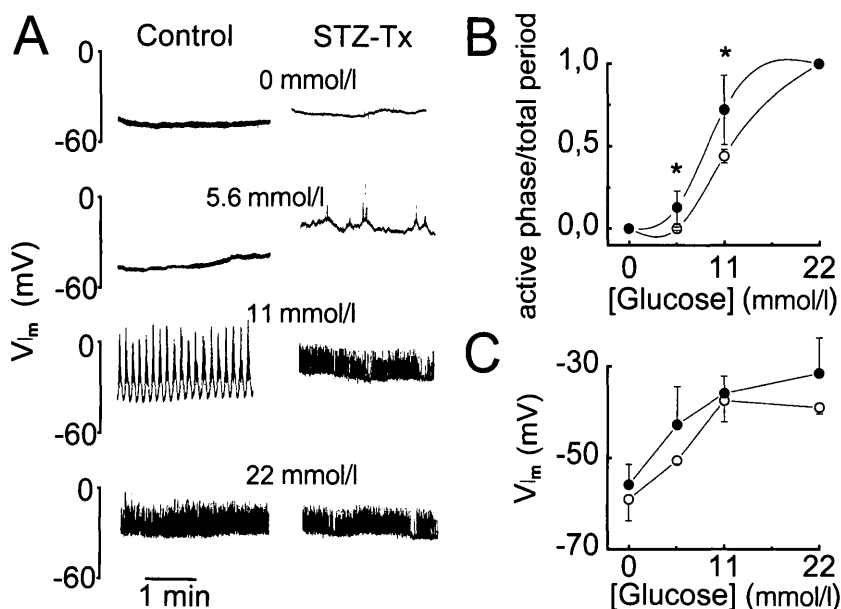 A
Control
STZ-Tx
0
-60
0 mmol/l
0
-60
5.6 mmol/l
V|m (mV)
0
-60
11 mmol/l
0
-60
22 mmol/l
1 min
B
active phase/total period
1,0
0,5
0,0
*
*
0 11 22
[Glucose] (mmol/l)
C
V|m (mV)
-30
-50
-70
0 11 22
[Glucose] (mmol/l)